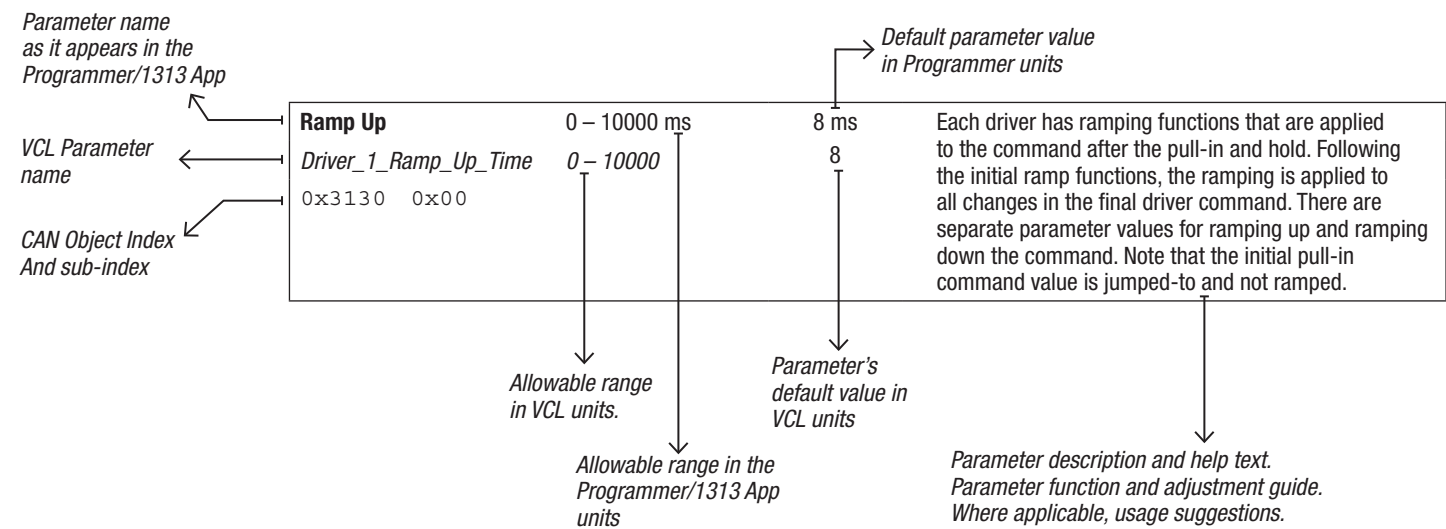 Parameter name
as it appears in the
Programmer/1313 App
Default parameter value
in Programmer units
VCL Parameter
name
CAN Object Index
And sub-index
Ramp Up 0 – 10000 ms 8 ms
Driver_1_Ramp_Up_Time 0 – 10000 8
0x3130 0x00
Each driver has ramping functions that are applied
to the command after the pull-in and hold. Following
the initial ramp functions, the ramping is applied to
all changes in the final driver command. There are
separate parameter values for ramping up and ramping
down the command. Note that the initial pull-in
command value is jumped-to and not ramped.
Allowable range
in VCL units.
Parameter's
default value in
VCL units
Allowable range in the
Programmer/1313 App
units
Parameter description and help text.
Parameter function and adjustment guide.
Where applicable, usage suggestions.